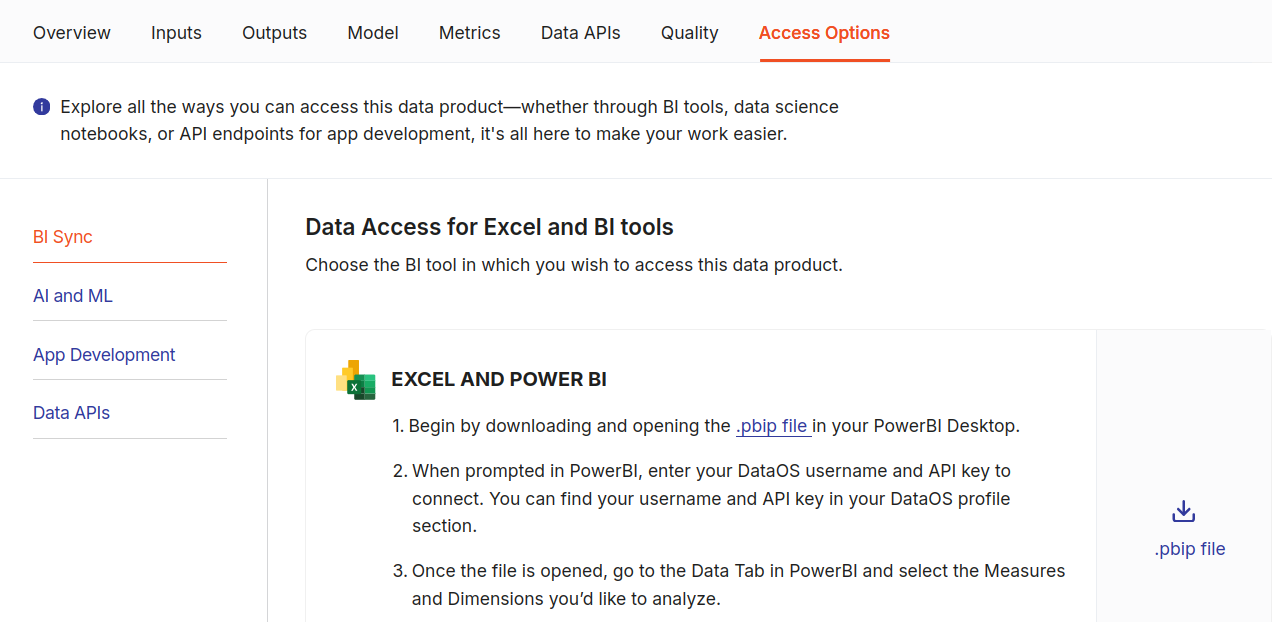 Overview Inputs Outputs Model Metrics Data APIs Quality Access Options
Explore all the ways you can access this data product—whether through BI tools, data science
notebooks, or API endpoints for app development, it's all here to make your work easier.
BI Sync
AI and ML
App Development
Data APIs
Data Access for Excel and BI tools
Choose the BI tool in which you wish to access this data product.
X
EXCEL AND POWER BI
1. Begin by downloading and opening the .pbip file in your PowerBI Desktop.
2. When prompted in PowerBI, enter your DataOS username and API key to
connect. You can find your username and API key in your DataOS profile
section.
3. Once the file is opened, go to the Data Tab in PowerBI and select the Measures
and Dimensions you’d like to analyze.
.pbip file